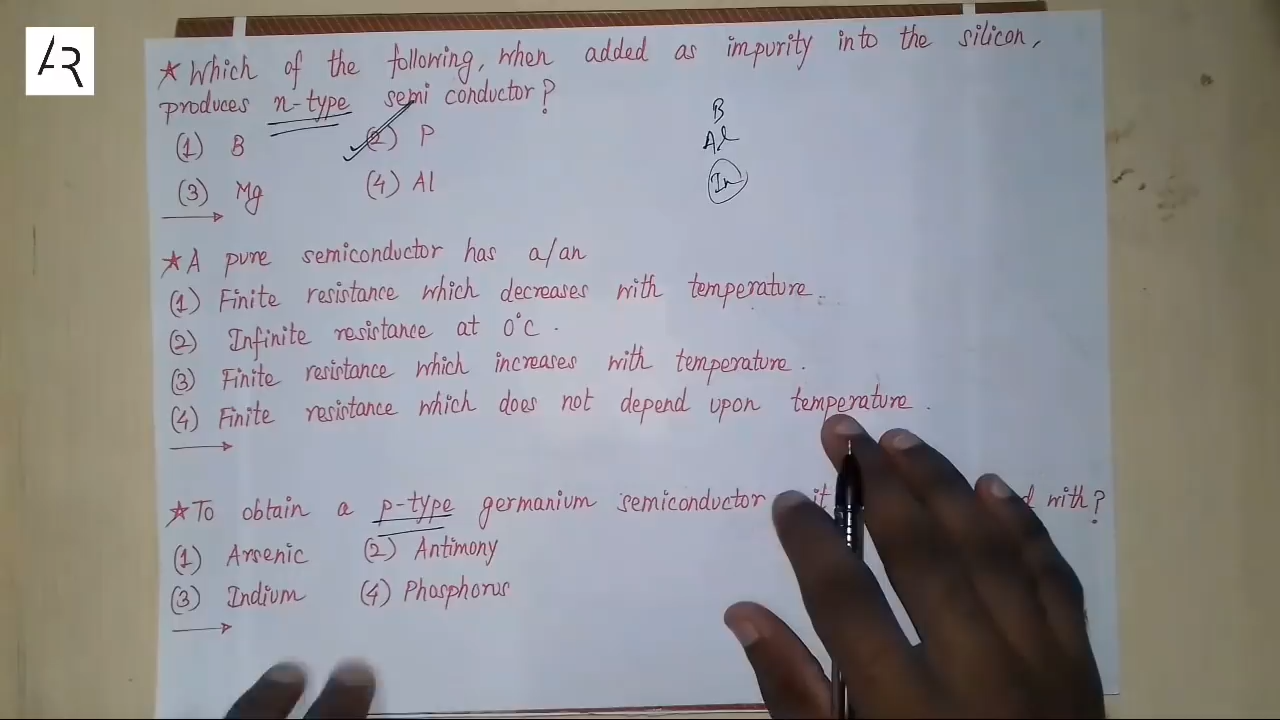 AR
★ Which of the following, when added as impurity into the silicon,
produces n-type semi conductor?
(1) B (2) P
(3) Mg (4) Al
B
Al
In
★ A pure semiconductor has a/an
(1) Finite resistance which decreases with temperature.
(2) Infinite resistance at 0°C.
(3) Finite resistance which increases with temperature.
(4) Finite resistance which does not depend upon temperature.
★ To obtain a p-type germanium semiconductor it with?
(1) Arsenic (2) Antimony
(3) Indium (4) Phosphorus